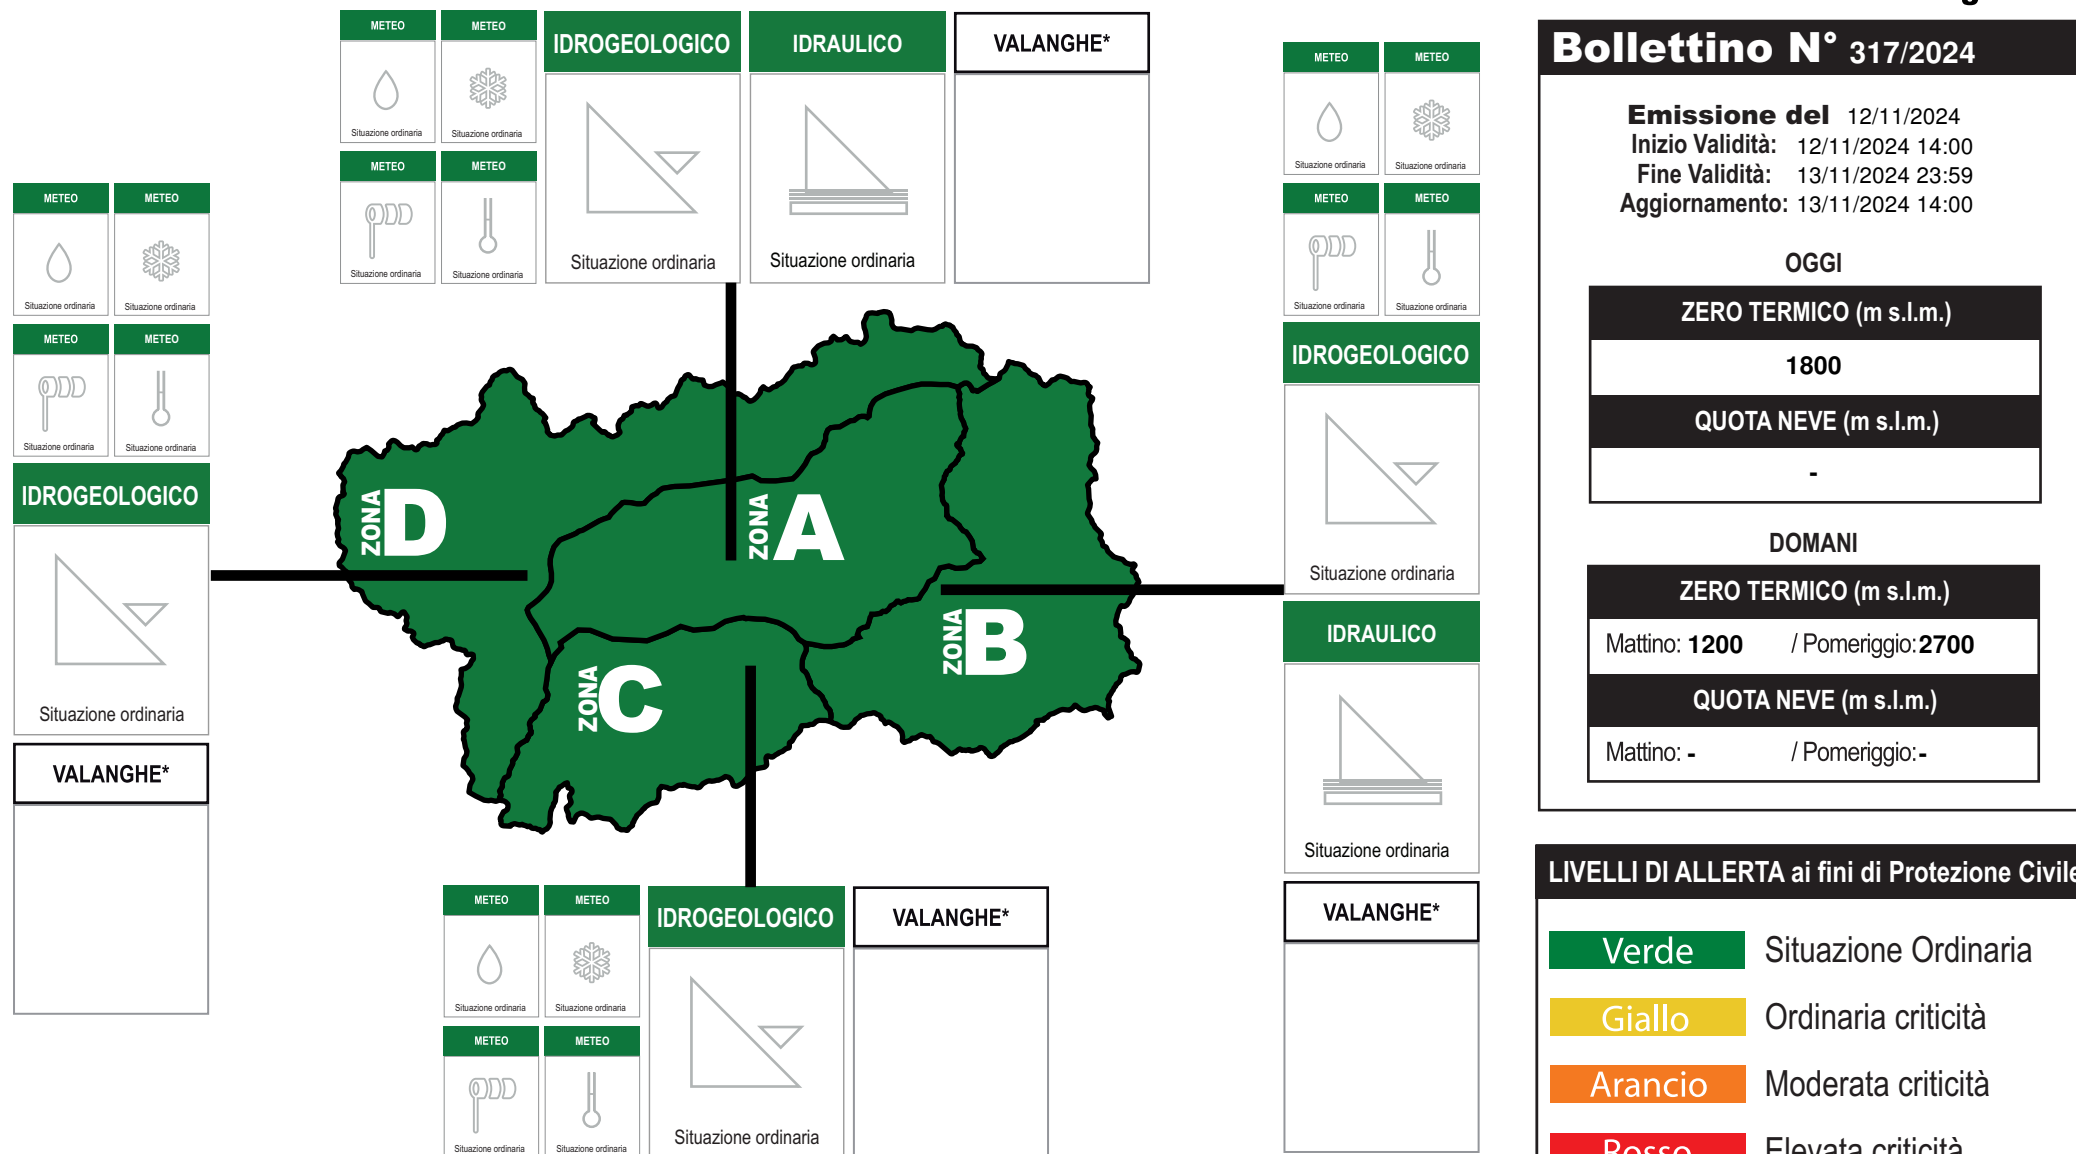 METEO METEO
Situazione ordinaria Situazione ordinaria
METEO METEO
Situazione ordinaria Situazione ordinaria
IDROGEOLOGICO
Situazione ordinaria
IDRAULICO
Situazione ordinaria
VALANGHE*
METEO METEO
Situazione ordinaria Situazione ordinaria
METEO METEO
Situazione ordinaria Situazione ordinaria
IDROGEOLOGICO
Situazione ordinaria
VALANGHE*
ZONA D
ZONA A
ZONA B
ZONA C
METEO METEO
Situazione ordinaria Situazione ordinaria
METEO METEO
Situazione ordinaria Situazione ordinaria
IDROGEOLOGICO
Situazione ordinaria
IDRAULICO
Situazione ordinaria
VALANGHE*
METEO METEO
Situazione ordinaria Situazione ordinaria
METEO METEO
Situazione ordinaria Situazione ordinaria
IDROGEOLOGICO
Situazione ordinaria
VALANGHE*
Bollettino N° 317/2024
Emissione del 12/11/2024
Inizio Validità: 12/11/2024 14:00
Fine Validità: 13/11/2024 23:59
Aggiornamento: 13/11/2024 14:00
OGGI
ZERO TERMICO (m s.l.m.)
1800
QUOTA NEVE (m s.l.m.)
-
DOMANI
ZERO TERMICO (m s.l.m.)
Mattino: 1200 / Pomeriggio: 2700
QUOTA NEVE (m s.l.m.)
Mattino: - / Pomeriggio: -
LIVELLI DI ALLERTA ai fini di Protezione Civile
Verde Situazione Ordinaria
Giallo Ordinaria criticità
Arancio Moderata criticità
Rosso Elevata criticità